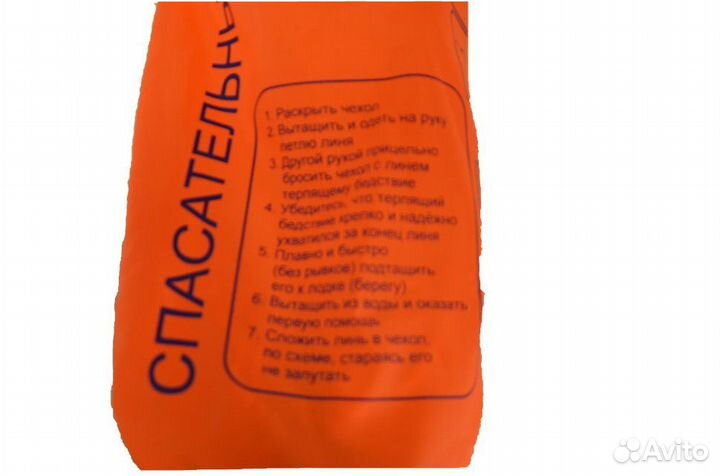 СПАСАТЕЛЬНЫ
1. Раскрыть чехол
2. Вытащить и одеть на руку
петлю линя
3. Другой рукой прицельно
бросить чехол с линем
терпящему бедствие
4. Убедитесь, что терпящий
бедствие крепко и надёжно
ухватился за конец линя
5. Плавно и быстро
(без рывков) подтащить
его к лодке (берегу)
6. Вытащить из воды и оказать
первую помощь
7. Сложить линь в чехол,
по схеме, стараясь его
не запутать
Avito